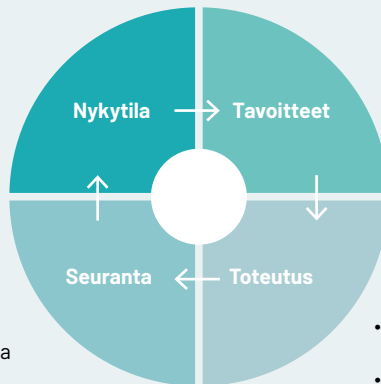 Nykytila
Tavoitteet
Seuranta
Toteutus
a
•
•